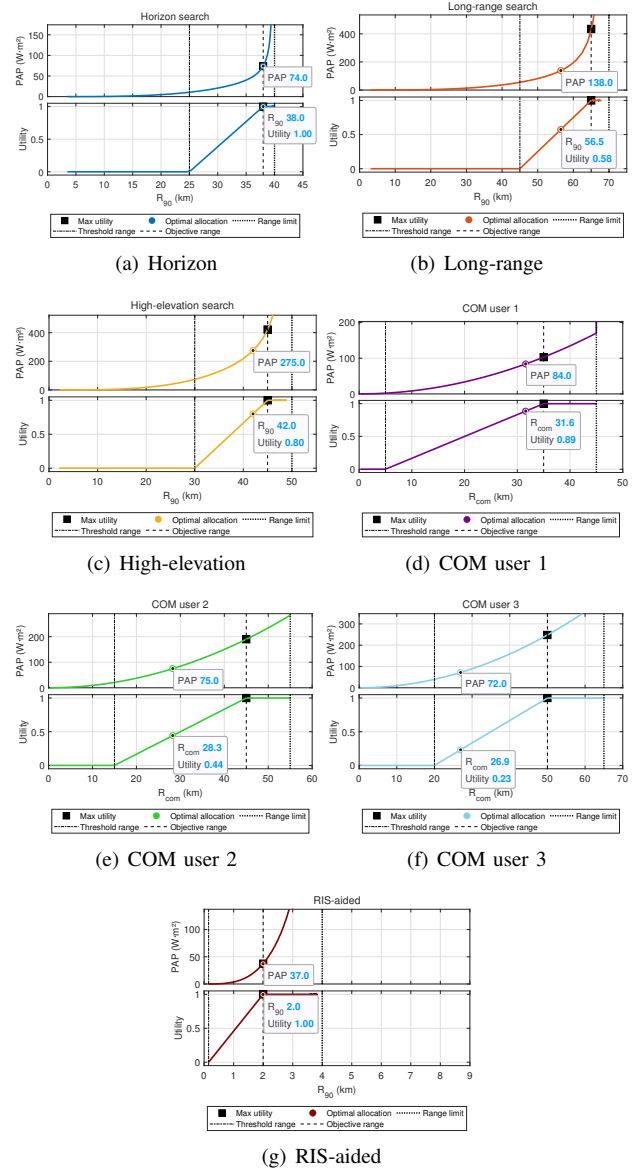 Horizon search
PAP (W·m²)
150
100
50
0
PAP 74.0
Utility
1
0.5
0
R90 38.0
Utility 1.00
0 5 10 15 20 25 30 35 40 45
R90 (km)
Max utility Optimal allocation Range limit
Threshold range Objective range
(a) Horizon
Long-range search
PAP (W·m²)
400
200
0
PAP 138.0
Utility
1
0.5
0
R90 56.5
Utility 0.58
0 10 20 30 40 50 60 70
R90 (km)
Max utility Optimal allocation Range limit
Threshold range Objective range
(b) Long-range
High-elevation search
PAP (W·m²)
400
200
0
PAP 275.0
Utility
1
0.5
0
R90 42.0
Utility 0.80
0 10 20 30 40 50
R90 (km)
Max utility Optimal allocation Range limit
Threshold range Objective range
(c) High-elevation
COM user 1
PAP (W·m²)
200
100
0
PAP 84.0
Utility
1
0.5
0
Rcom 31.6
Utility 0.89
0 10 20 30 40 50
Rcom (km)
Max utility Optimal allocation Range limit
Threshold range Objective range
(d) COM user 1
COM user 2
PAP (W·m²)
200
100
0
PAP 75.0
Utility
1
0.5
0
Rcom 28.3
Utility 0.44
0 10 20 30 40 50 60
Rcom (km)
Max utility Optimal allocation Range limit
Threshold range Objective range
(e) COM user 2
COM user 3
PAP (W·m²)
300
200
100
0
PAP 72.0
Utility
1
0.5
0
Rcom 26.9
Utility 0.23
0 10 20 30 40 50 60 70
Rcom (km)
Max utility Optimal allocation Range limit
Threshold range Objective range
(f) COM user 3
RIS-aided
PAP (W·m²)
100
50
0
PAP 37.0
Utility
1
0.5
0
R90 2.0
Utility 1.00
0 1 2 3 4 5 6 7 8 9
R90 (km)
Max utility Optimal allocation Range limit
Threshold range Objective range
(g) RIS-aided